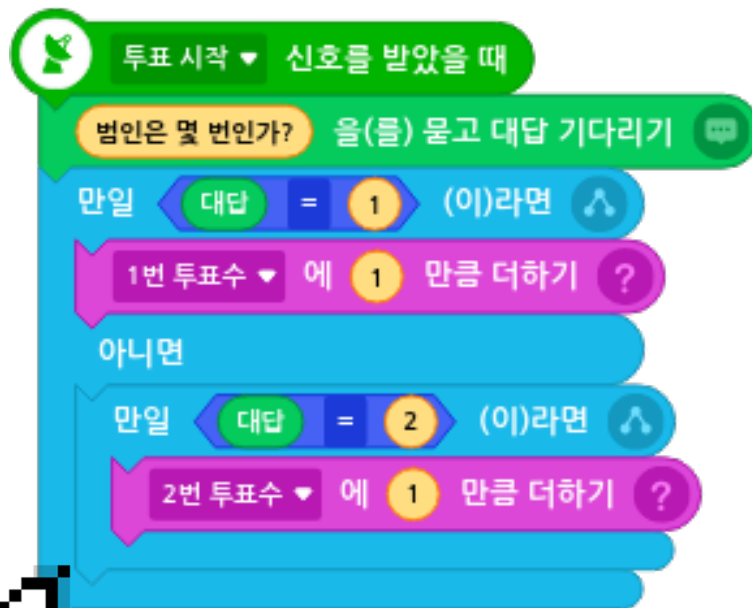 투표 시작 신호를 받았을 때
범인은 몇 번인가? 을(를) 묻고 대답 기다리기
만일 대답 = 1 (이)라면
1번 투표수 에 1 만큼 더하기 ?
아니면
만일 대답 = 2 (이)라면
2번 투표수 에 1 만큼 더하기 ?